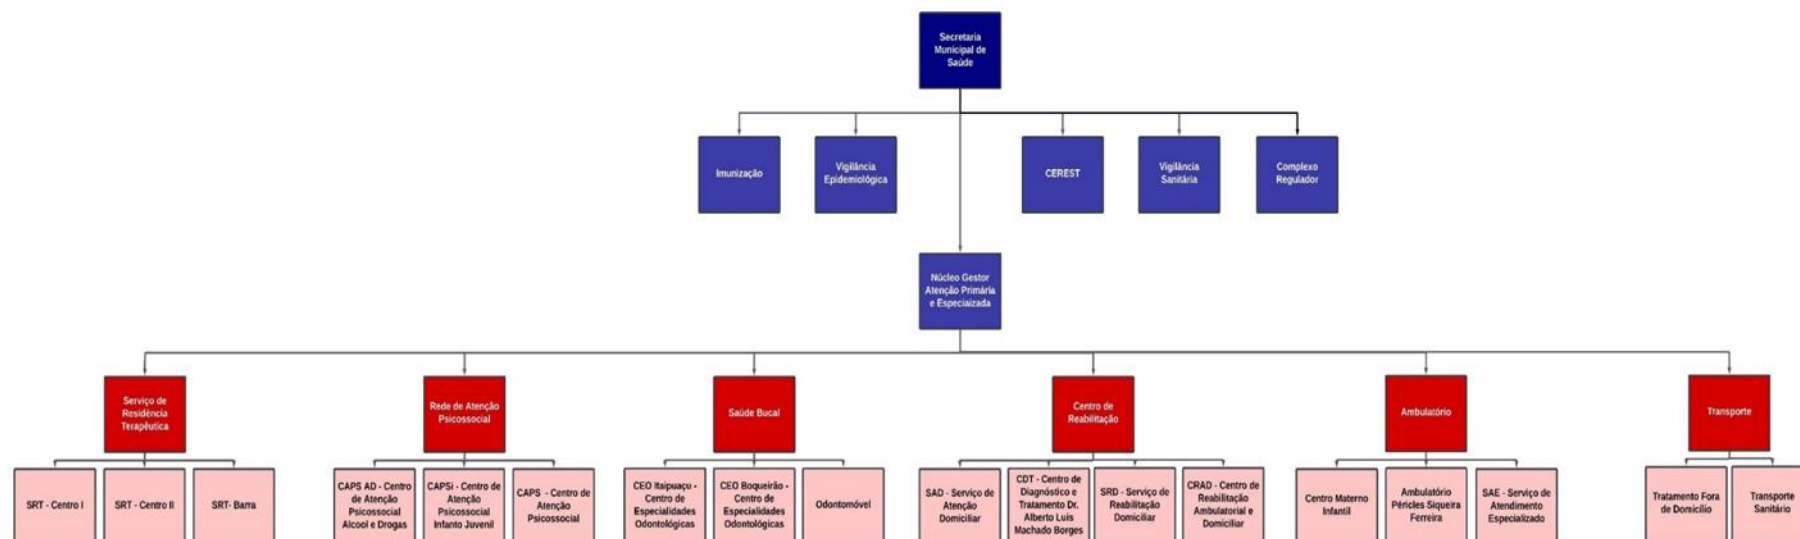 Secretaria
Municipal de
Saúde
Imunização
Vigilância
Epidemiológica
CEREST
Vigilância
Sanitária
Complexo
Regulador
Núcleo Gestor
Atenção Primária
e Especiaizada
Serviço de
Residência
Terapêutica
Rede de Atenção
Psicossocial
Saúde Bucal
Centro de
Reabilitação
Ambulatório
Transporte
SRT - Centro I
SRT - Centro II
SRT- Barra
CAPS AD - Centro
de Atenção
Psicossocial
Alcool e Drogas
CAPSi - Centro de
Atenção
Psicossocial
Infanto Juvenil
CAPS - Centro de
Atenção
Psicossocial
CEO Itaipuaçu -
Centro de
Especialidades
Odontológicas
CEO Boqueirão -
Centro de
Especialidades
Odontológicas
Odontomóvel
SAD - Serviço de
Atenção
Domiciliar
CDT - Centro de
Diagnóstico e
Tratamento Dr.
Alberto Luis
Machado Borges
SRD - Serviço de
Reabilitação
Domiciliar
CRAD - Centro de
Reabilitação
Ambulatorial e
Domiciliar
Centro Materno
Infantil
Ambulatório
Péricles Siqueira
Ferreira
SAE - Serviço de
Atendimento
Especializado
Tratamento Fora
de Domicílio
Transporte
Sanitário